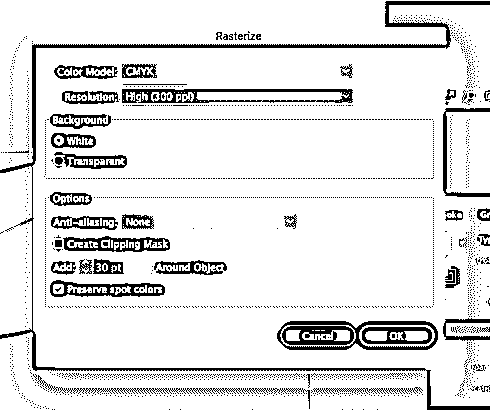 Rasterize
Color Model: CMYK
Resolution: High (300 ppi)
Background
White
Transparent
Options
Anti-aliasing: None
Create Clipping Mask
Add: 30 pt Around Object
Preserve spot colors
Cancel OK